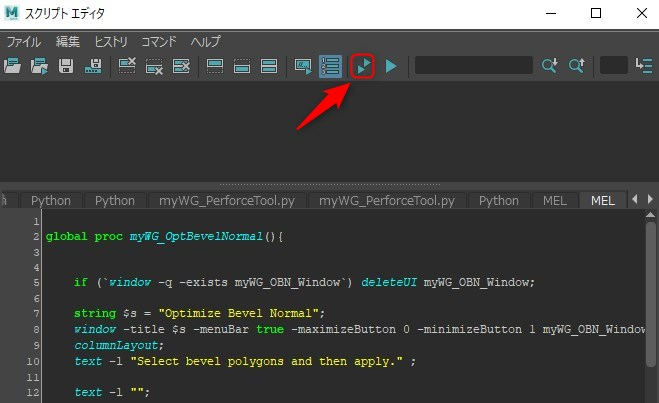 M
スクリプト エディタ
ファイル 編集 ヒストリ コマンド ヘルプ
Python Python myWG_PerforceTool.py myWG_PerforceTool.py Python MEL MEL
1
2 global proc myWG_OptBevelNormal(){
3
4
5 if (`window -q -exists myWG_OBN_Window`) deleteUI myWG_OBN_Window;
6
7 string $s = "Optimize Bevel Normal";
8 window -title $s -menuBar true -maximizeButton 0 -minimizeButton 1 myWG_OBN_Window
9 columnLayout;
10 text -l "Select bevel polygons and then apply." ;
11
12 text -l "";